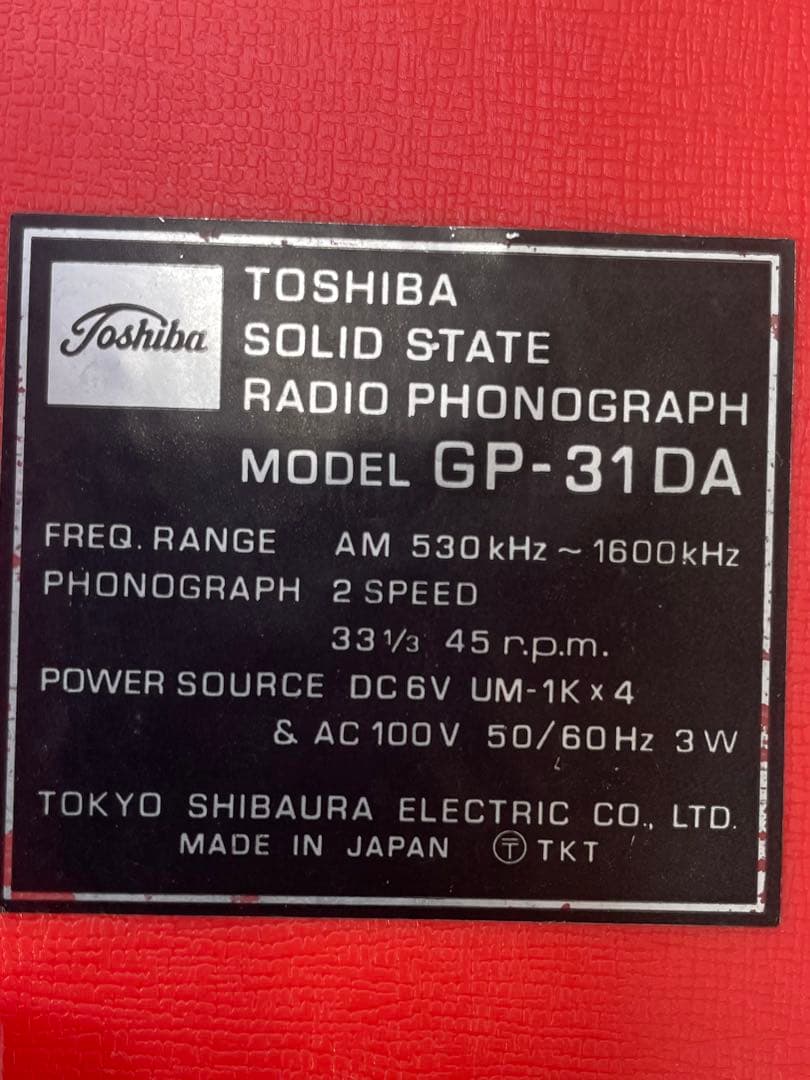 Toshiba
TOSHIBA
SOLID STATE
RADIO PHONOGRAPH
MODEL GP-31DA
FREQ. RANGE AM 530kHz ~ 1600kHz
PHONOGRAPH 2 SPEED
33 1/3 45 r.p.m.
POWER SOURCE DC 6V UM-1K x 4
& AC 100V 50/60Hz 3W
TOKYO SHIBAURA ELECTRIC CO., LTD.
MADE IN JAPAN 〒 TKT